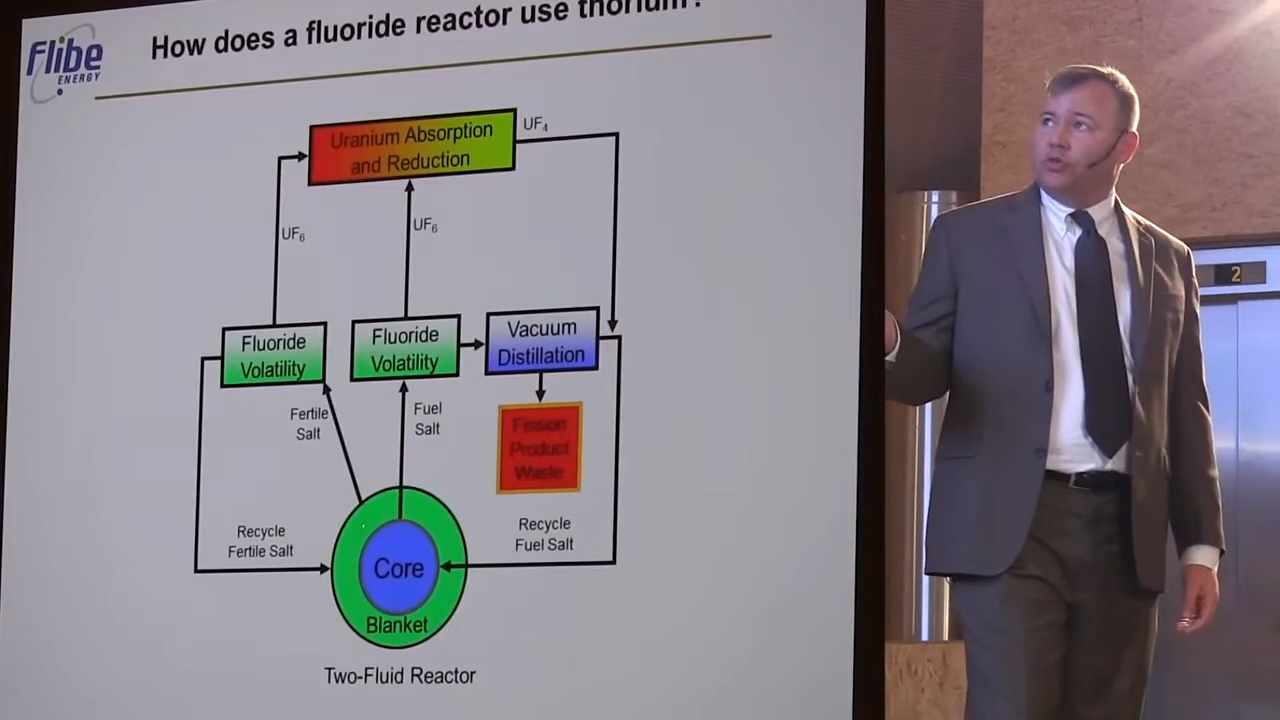 Flibe
ENERGY
How does a fluoride reactor use thorium?
Uranium Absorption
and Reduction
UF₄
UF₆
UF₆
Fluoride
Volatility
Fluoride
Volatility
Vacuum
Distillation
Fertile
Salt
Fuel
Salt
Fission
Product
Waste
Recycle
Fertile Salt
Recycle
Fuel Salt
Core
Blanket
Two-Fluid Reactor
2